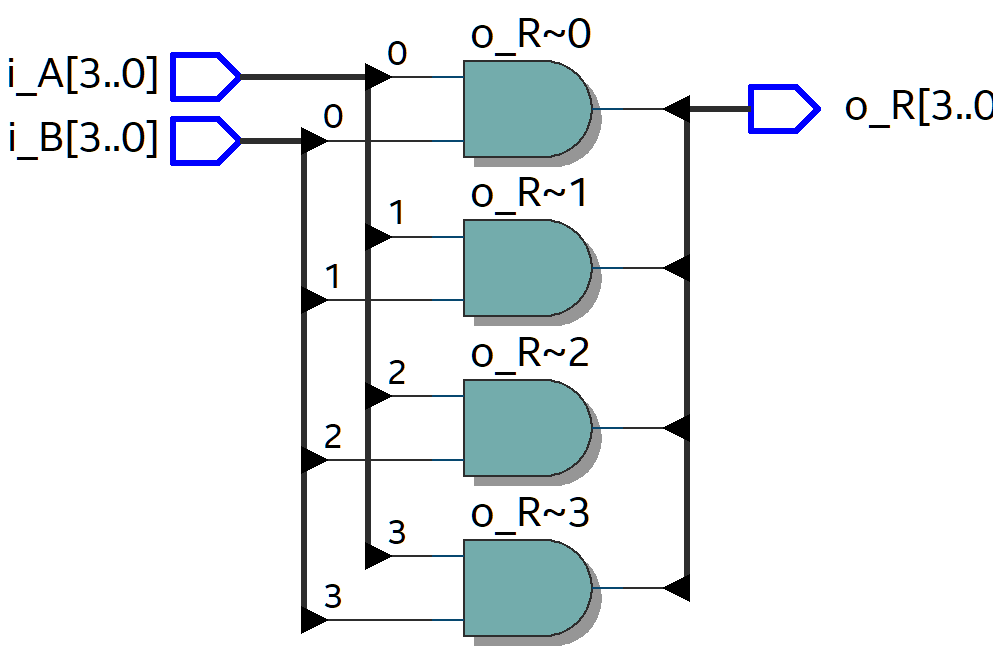 o_R~0
i_A[3..0]
0
i_B[3..0]
0
o_R[3..0
o_R~1
1
1
o_R~2
2
2
o_R~3
3
3